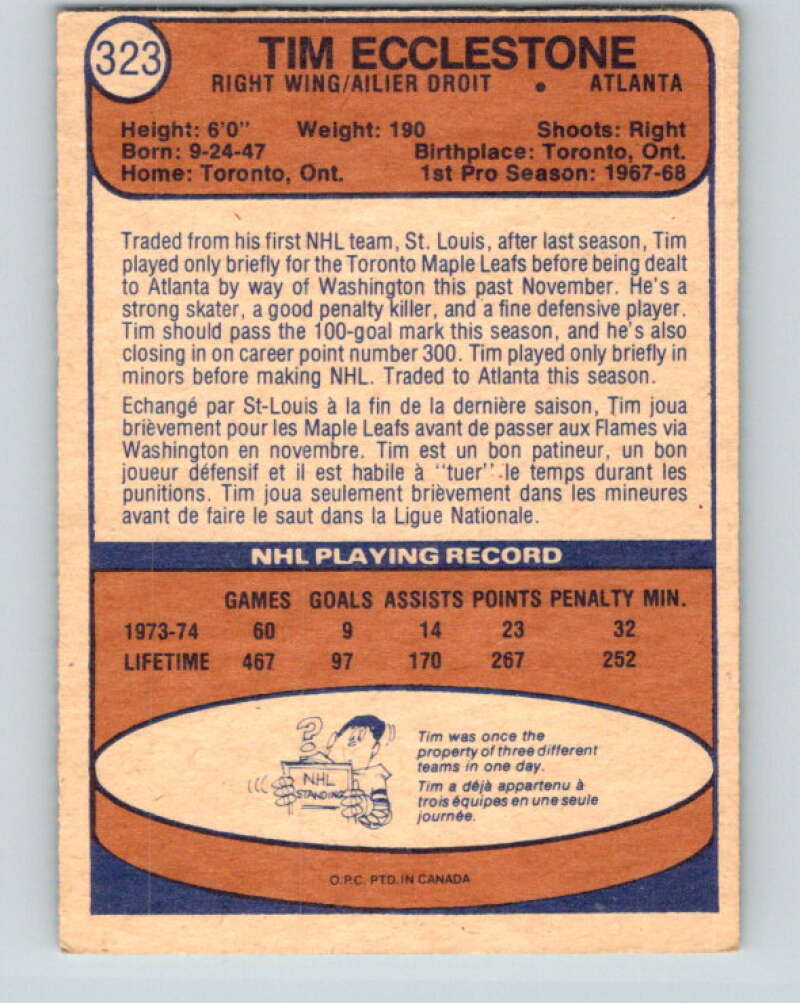 323
TIM ECCLESTONE
RIGHT WING/AILIER DROIT • ATLANTA
Height: 6'0" Weight: 190 Shoots: Right
Born: 9-24-47 Birthplace: Toronto, Ont.
Home: Toronto, Ont. 1st Pro Season: 1967-68
Traded from his first NHL team, St. Louis, after last season, Tim
played only briefly for the Toronto Maple Leafs before being dealt
to Atlanta by way of Washington this past November. He's a
strong skater, a good penalty killer, and a fine defensive player.
Tim should pass the 100-goal mark this season, and he's also
closing in on career point number 300. Tim played only briefly in
minors before making NHL. Traded to Atlanta this season.
Echangé par St-Louis à la fin de la dernière saison, Tim joua
brièvement pour les Maple Leafs avant de passer aux Flames via
Washington en novembre. Tim est un bon patineur, un bon
joueur défensif et il est habile à "tuer" le temps durant les
punitions. Tim joua seulement brièvement dans les mineures
avant de faire le saut dans la Ligue Nationale.
NHL PLAYING RECORD
GAMES GOALS ASSISTS POINTS PENALTY MIN.
1973-74 60 9 14 23 32
LIFETIME 467 97 170 267 252
?
NHL
STANDING
Tim was once the
property of three different
teams in one day.
Tim a déjà appartenu à
trois équipes en une seule
journée.
O.P.C. PTD. IN CANADA